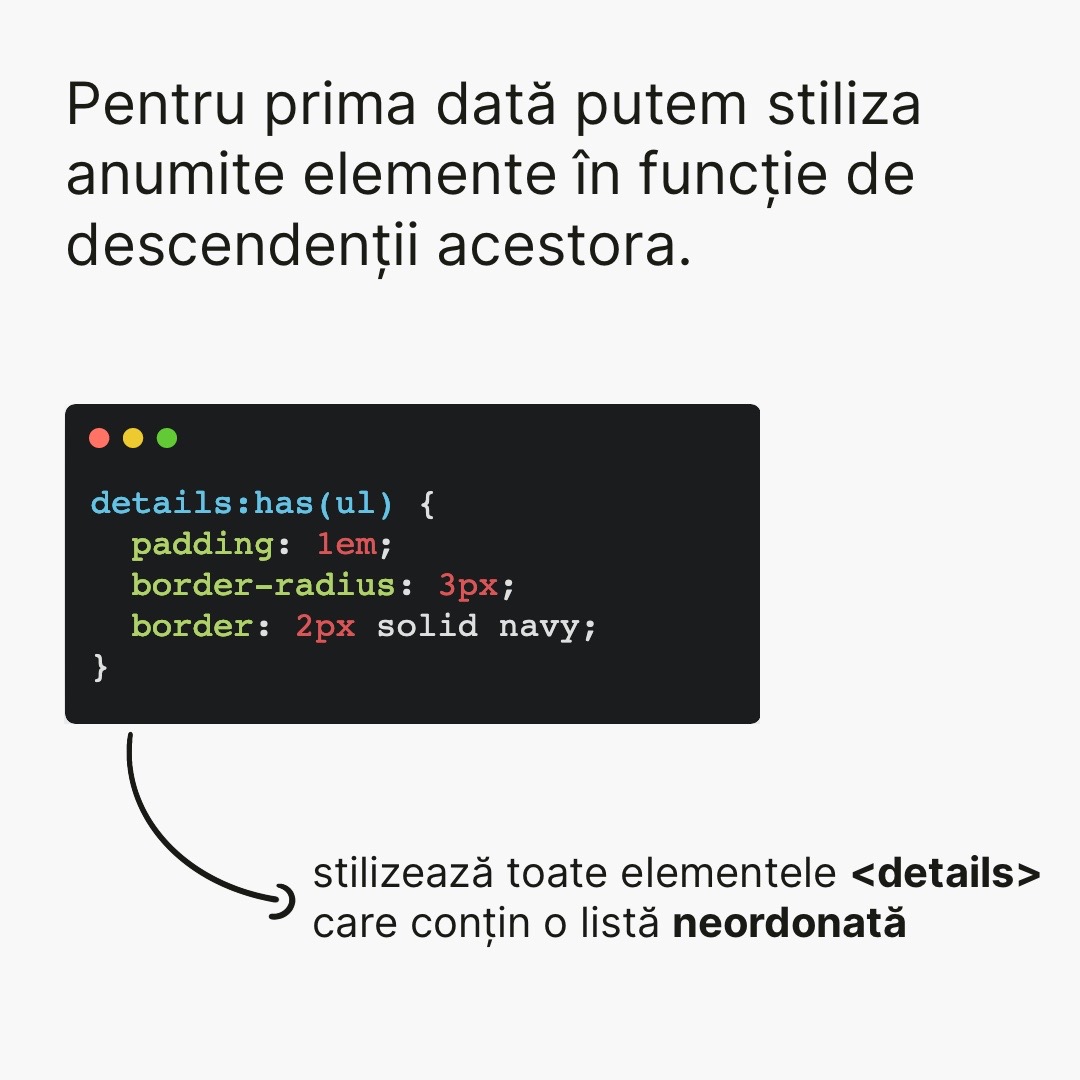 Pentru prima dată putem stiliza
anumite elemente în funcție de
descendenții acestora.
details:has(ul) {
  padding: 1em;
  border-radius: 3px;
  border: 2px solid navy;
}
stilizează toate elementele <details>
care conțin o listă neordonată